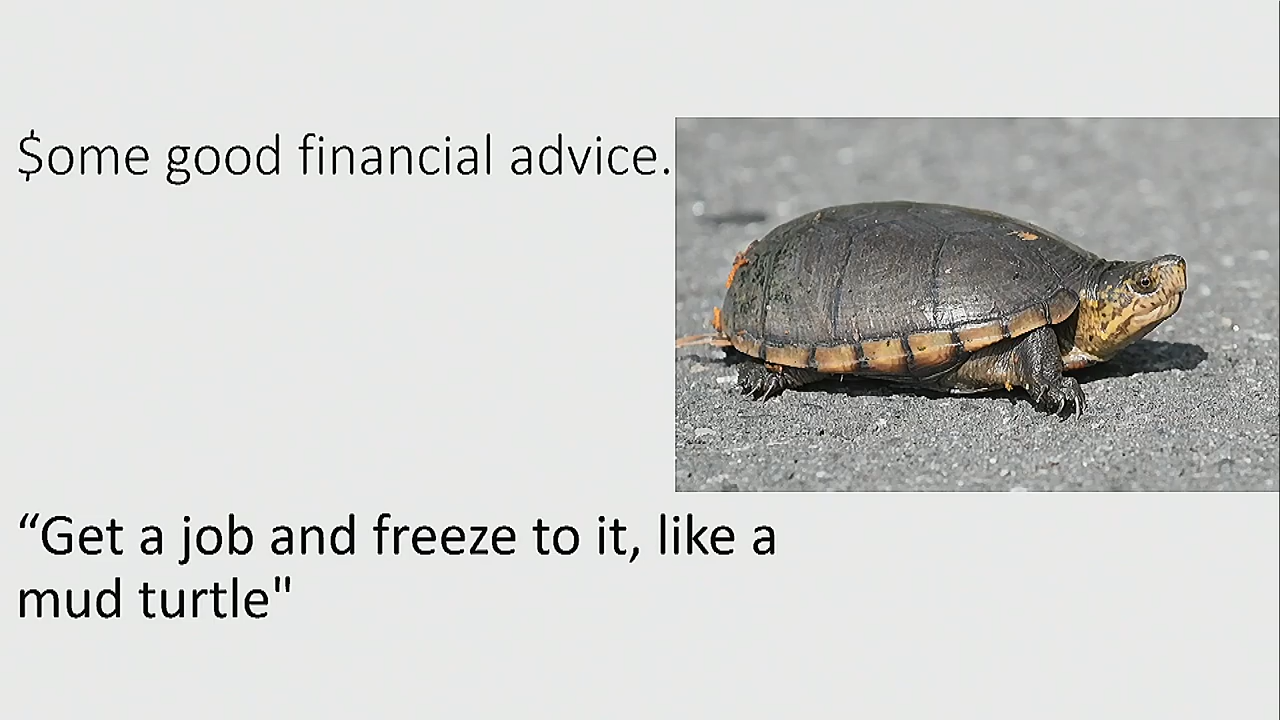 $ome good financial advice.
“Get a job and freeze to it, like a
mud turtle"